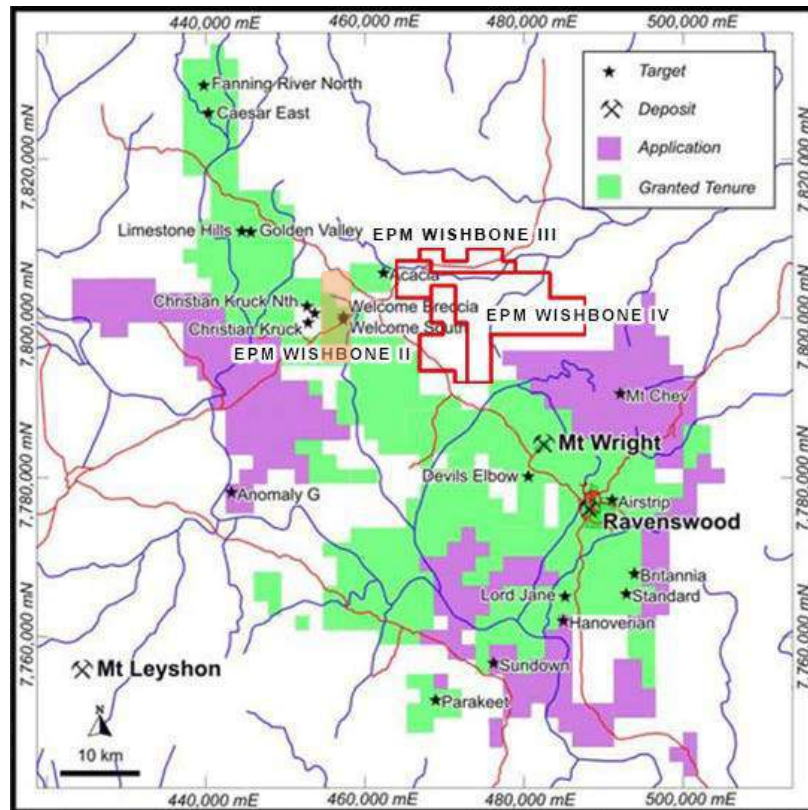 440,000 mE
460,000 mE
480,000 mE
500,000 mE
7,820,000 mN
7,800,000 mN
7,780,000 mN
7,760,000 mN
Target
Deposit
Application
Granted Tenure
7,820,000 mN
7,800,000 mN
7,780,000 mN
7,760,000 mN
Fanning River North
Caesar East
Limestone Hills
Golden Valley
EPM WISHBONE III
Acacia
Christian Kruck Nth
Welcome Breccia
EPM WISHBONE IV
Christian Kruck
Welcome South
EPM WISHBONE II
Mt Chev
Mt Wright
Devils Elbow
Anomaly G
Airstrip
Ravenswood
Britannia
Lord Jane
Standard
Hanoverian
Mt Leyshon
Sundown
Parakeet
N
10 km
440,000 mE
460,000 mE
480,000 mE
500,000 mE